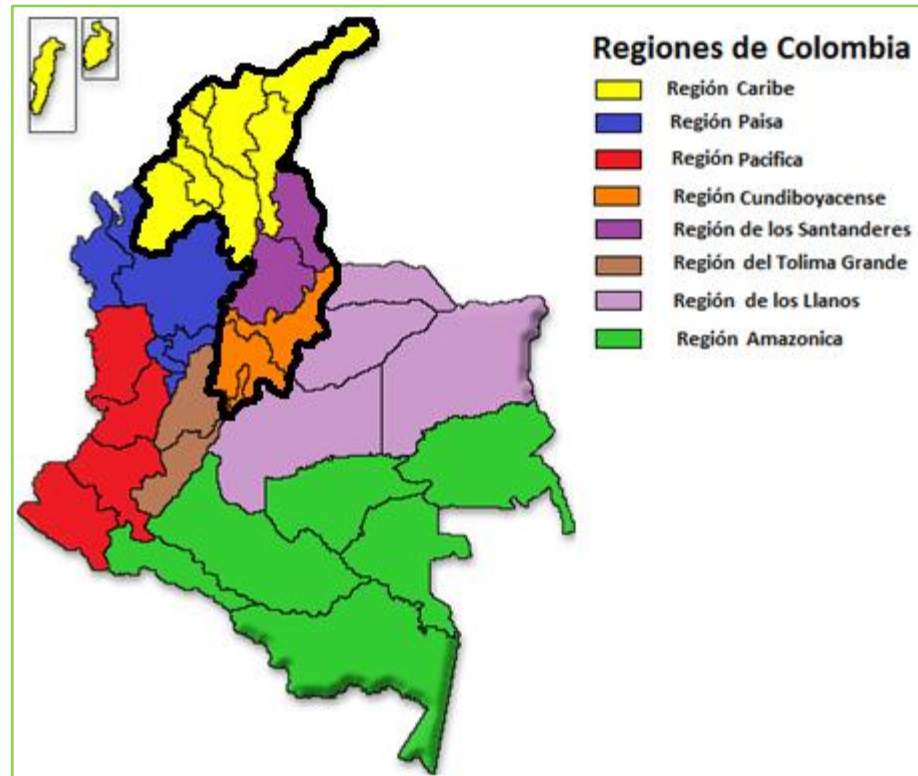 Regiones de Colombia
Región Caribe
Región Paisa
Región Pacifica
Región Cundiboyacense
Región de los Santanderes
Región del Tolima Grande
Región de los Llanos
Región Amazonica